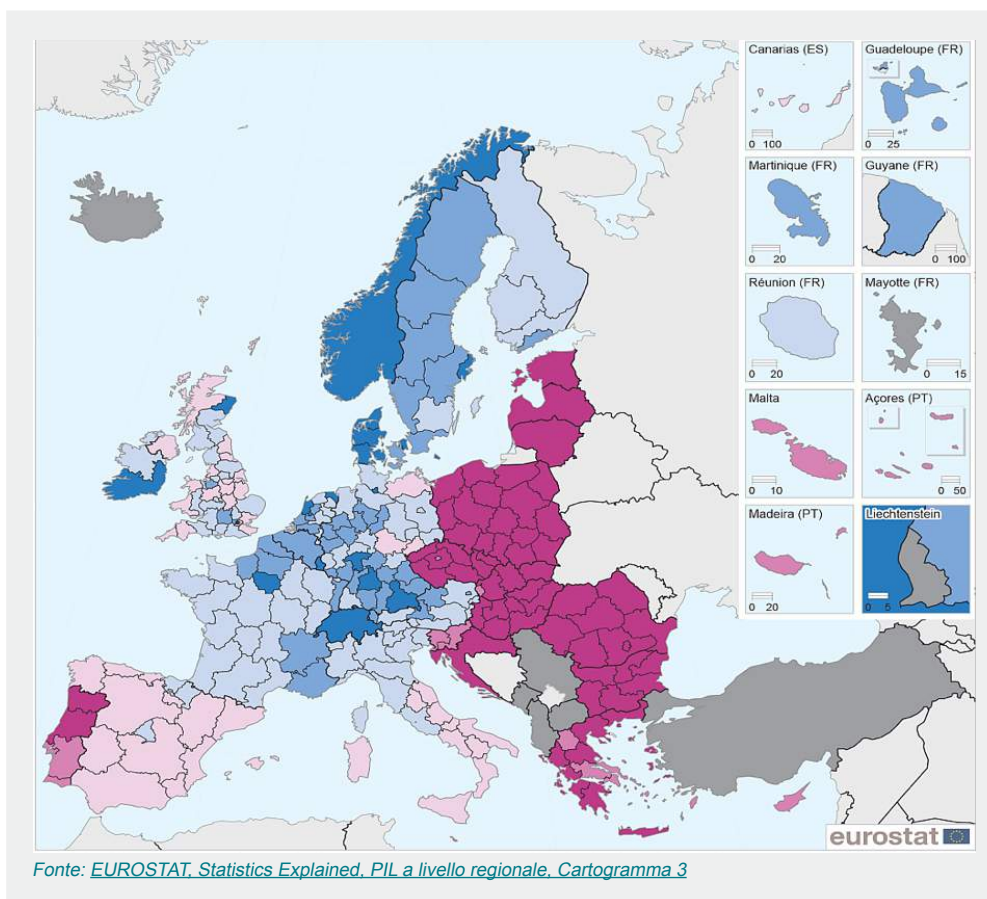 Canarias (ES)
0 100
Guadeloupe (FR)
0 25
Martinique (FR)
0 20
Guyane (FR)
0 100
Réunion (FR)
0 20
Mayotte (FR)
0 15
Malta
0 10
Açores (PT)
0 50
Madeira (PT)
0 20
Liechtenstein
0 5
eurostat
Fonte: EUROSTAT, Statistics Explained, PIL a livello regionale, Cartogramma 3